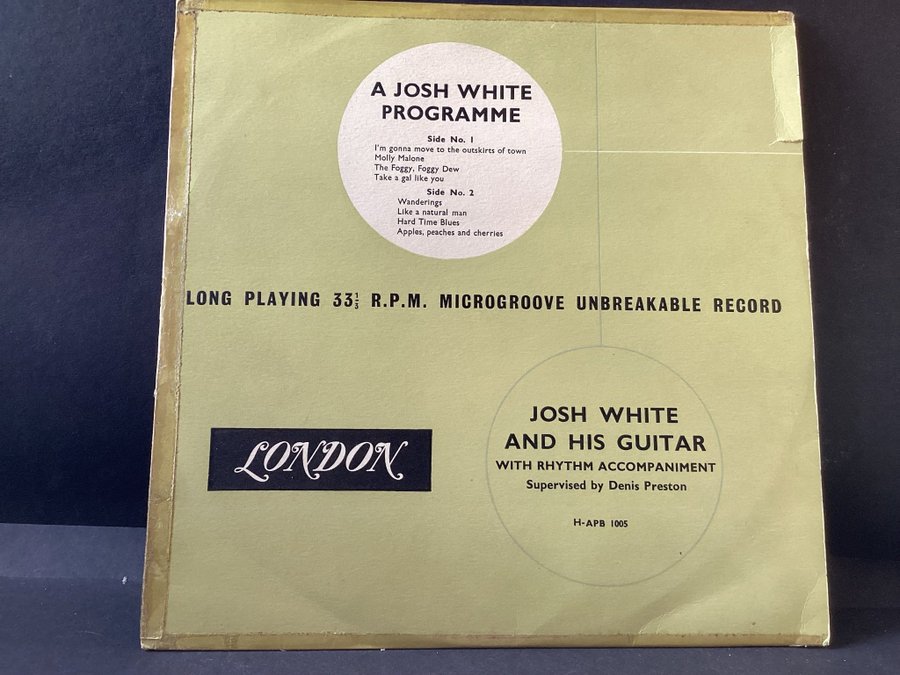 A JOSH WHITE
PROGRAMME
Side No. 1
I'm gonna move to the outskirts of town
Molly Malone
The Foggy, Foggy Dew
Take a gal like you
Side No. 2
Wanderings
Like a natural man
Hard Time Blues
Apples, peaches and cherries
LONG PLAYING 33⅓ R.P.M. MICROGROOVE UNBREAKABLE RECORD
LONDON
JOSH WHITE
AND HIS GUITAR
WITH RHYTHM ACCOMPANIMENT
Supervised by Denis Preston
H-APB 1005